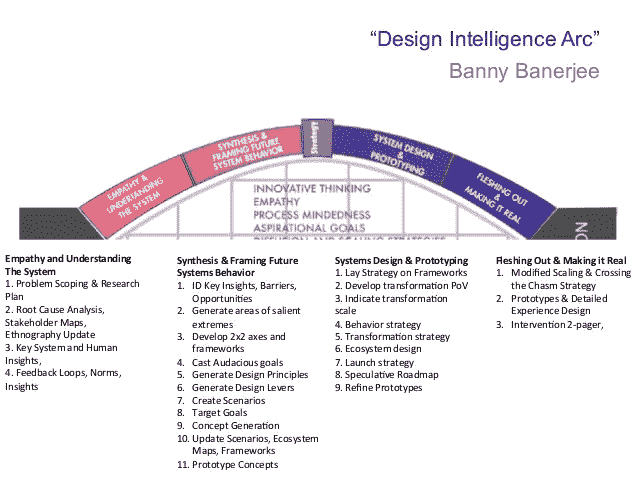 “Design Intelligence Arc”
Banny Banerjee
EMPATHY &
UNDERSTANDING
THE SYSTEM
SYNTHESIS &
FRAMING FUTURE
SYSTEM BEHAVIOR
Strategy
SYSTEM DESIGN
&
PROTOTYPING
FLESHING OUT
&
MAKING IT REAL
INNOVATIVE THINKING
EMPATHY
PROCESS MINDEDNESS
ASPIRATIONAL GOALS
Empathy and Understanding
The System
1. Problem Scoping & Research
Plan
2. Root Cause Analysis,
Stakeholder Maps,
Ethnography Update
3. Key System and Human
Insights,
4. Feedback Loops, Norms,
Insights
Synthesis & Framing Future
Systems Behavior
1. ID Key Insights, Barriers,
Opportunities
2. Generate areas of salient
extremes
3. Develop 2x2 axes and
frameworks
4. Cast Audacious goals
5. Generate Design Principles
6. Generate Design Levers
7. Create Scenarios
8. Target Goals
9. Concept Generation
10. Update Scenarios, Ecosystem
Maps, Frameworks
11. Prototype Concepts
Systems Design & Prototyping
1. Lay Strategy on Frameworks
2. Develop transformation PoV
3. Indicate transformation
scale
4. Behavior strategy
5. Transformation strategy
6. Ecosystem design
7. Launch strategy
8. Speculative Roadmap
9. Refine Prototypes
Fleshing Out & Making it Real
1. Modified Scaling & Crossing
the Chasm Strategy
2. Prototypes & Detailed
Experience Design
3. Intervention 2-pager,